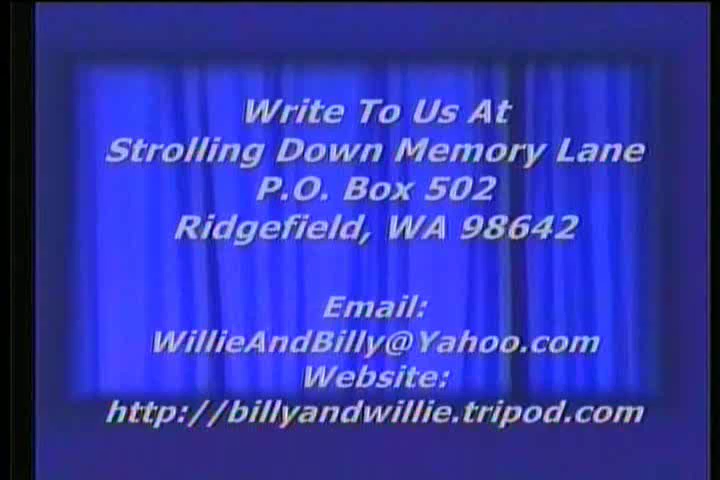 Write To Us At
Strolling Down Memory Lane
P.O. Box 502
Ridgefield, WA 98642
Email:
WillieAndBilly@Yahoo.com
Website:
http://billyandwillie.tripod.com